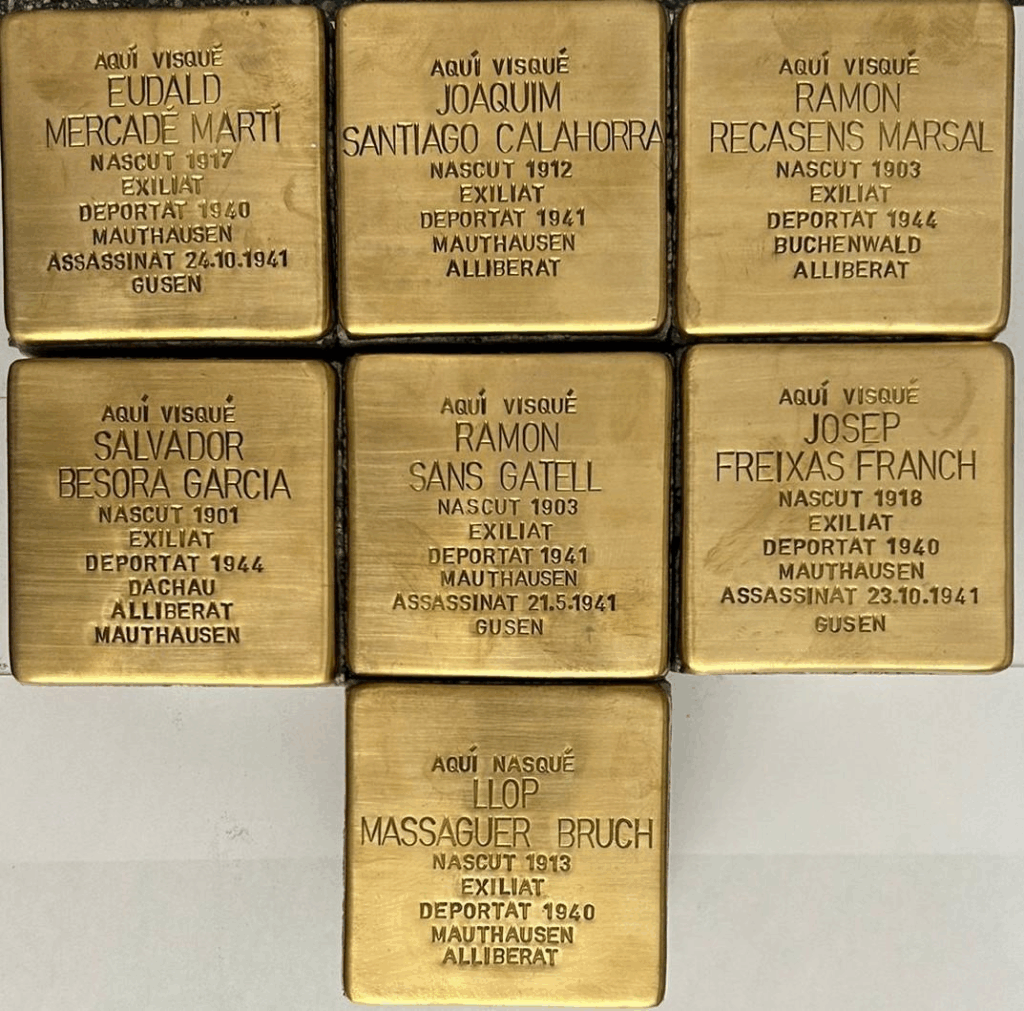 AQUÍ VISQUÉ
EUDALD
MERCADÉ MARTÍ
NASCUT 1917
EXILIAT
DEPORTAT 1940
MAUTHAUSEN
ASSASSINAT 24.10.1941
GUSEN
AQUÍ VISQUÉ
JOAQUIM
SANTIAGO CALAHORRA
NASCUT 1912
EXILIAT
DEPORTAT 1941
MAUTHAUSEN
ALLIBERAT
AQUÍ VISQUÉ
RAMON
RECASENS MARSAL
NASCUT 1903
EXILIAT
DEPORTAT 1944
BUCHENWALD
ALLIBERAT
AQUÍ VISQUÉ
SALVADOR
BESORA GARCIA
NASCUT 1901
EXILIAT
DEPORTAT 1944
DACHAU
ALLIBERAT
MAUTHAUSEN
AQUÍ VISQUÉ
RAMON
SANS GATELL
NASCUT 1903
EXILIAT
DEPORTAT 1941
MAUTHAUSEN
ASSASSINAT 21.5.1941
GUSEN
AQUÍ VISQUÉ
JOSEP
FREIXAS FRANCH
NASCUT 1918
EXILIAT
DEPORTAT 1940
MAUTHAUSEN
ASSASSINAT 23.10.1941
GUSEN
AQUÍ NASQUÉ
LLOP
MASSAGUER BRUCH
NASCUT 1913
EXILIAT
DEPORTAT 1940
MAUTHAUSEN
ALLIBERAT